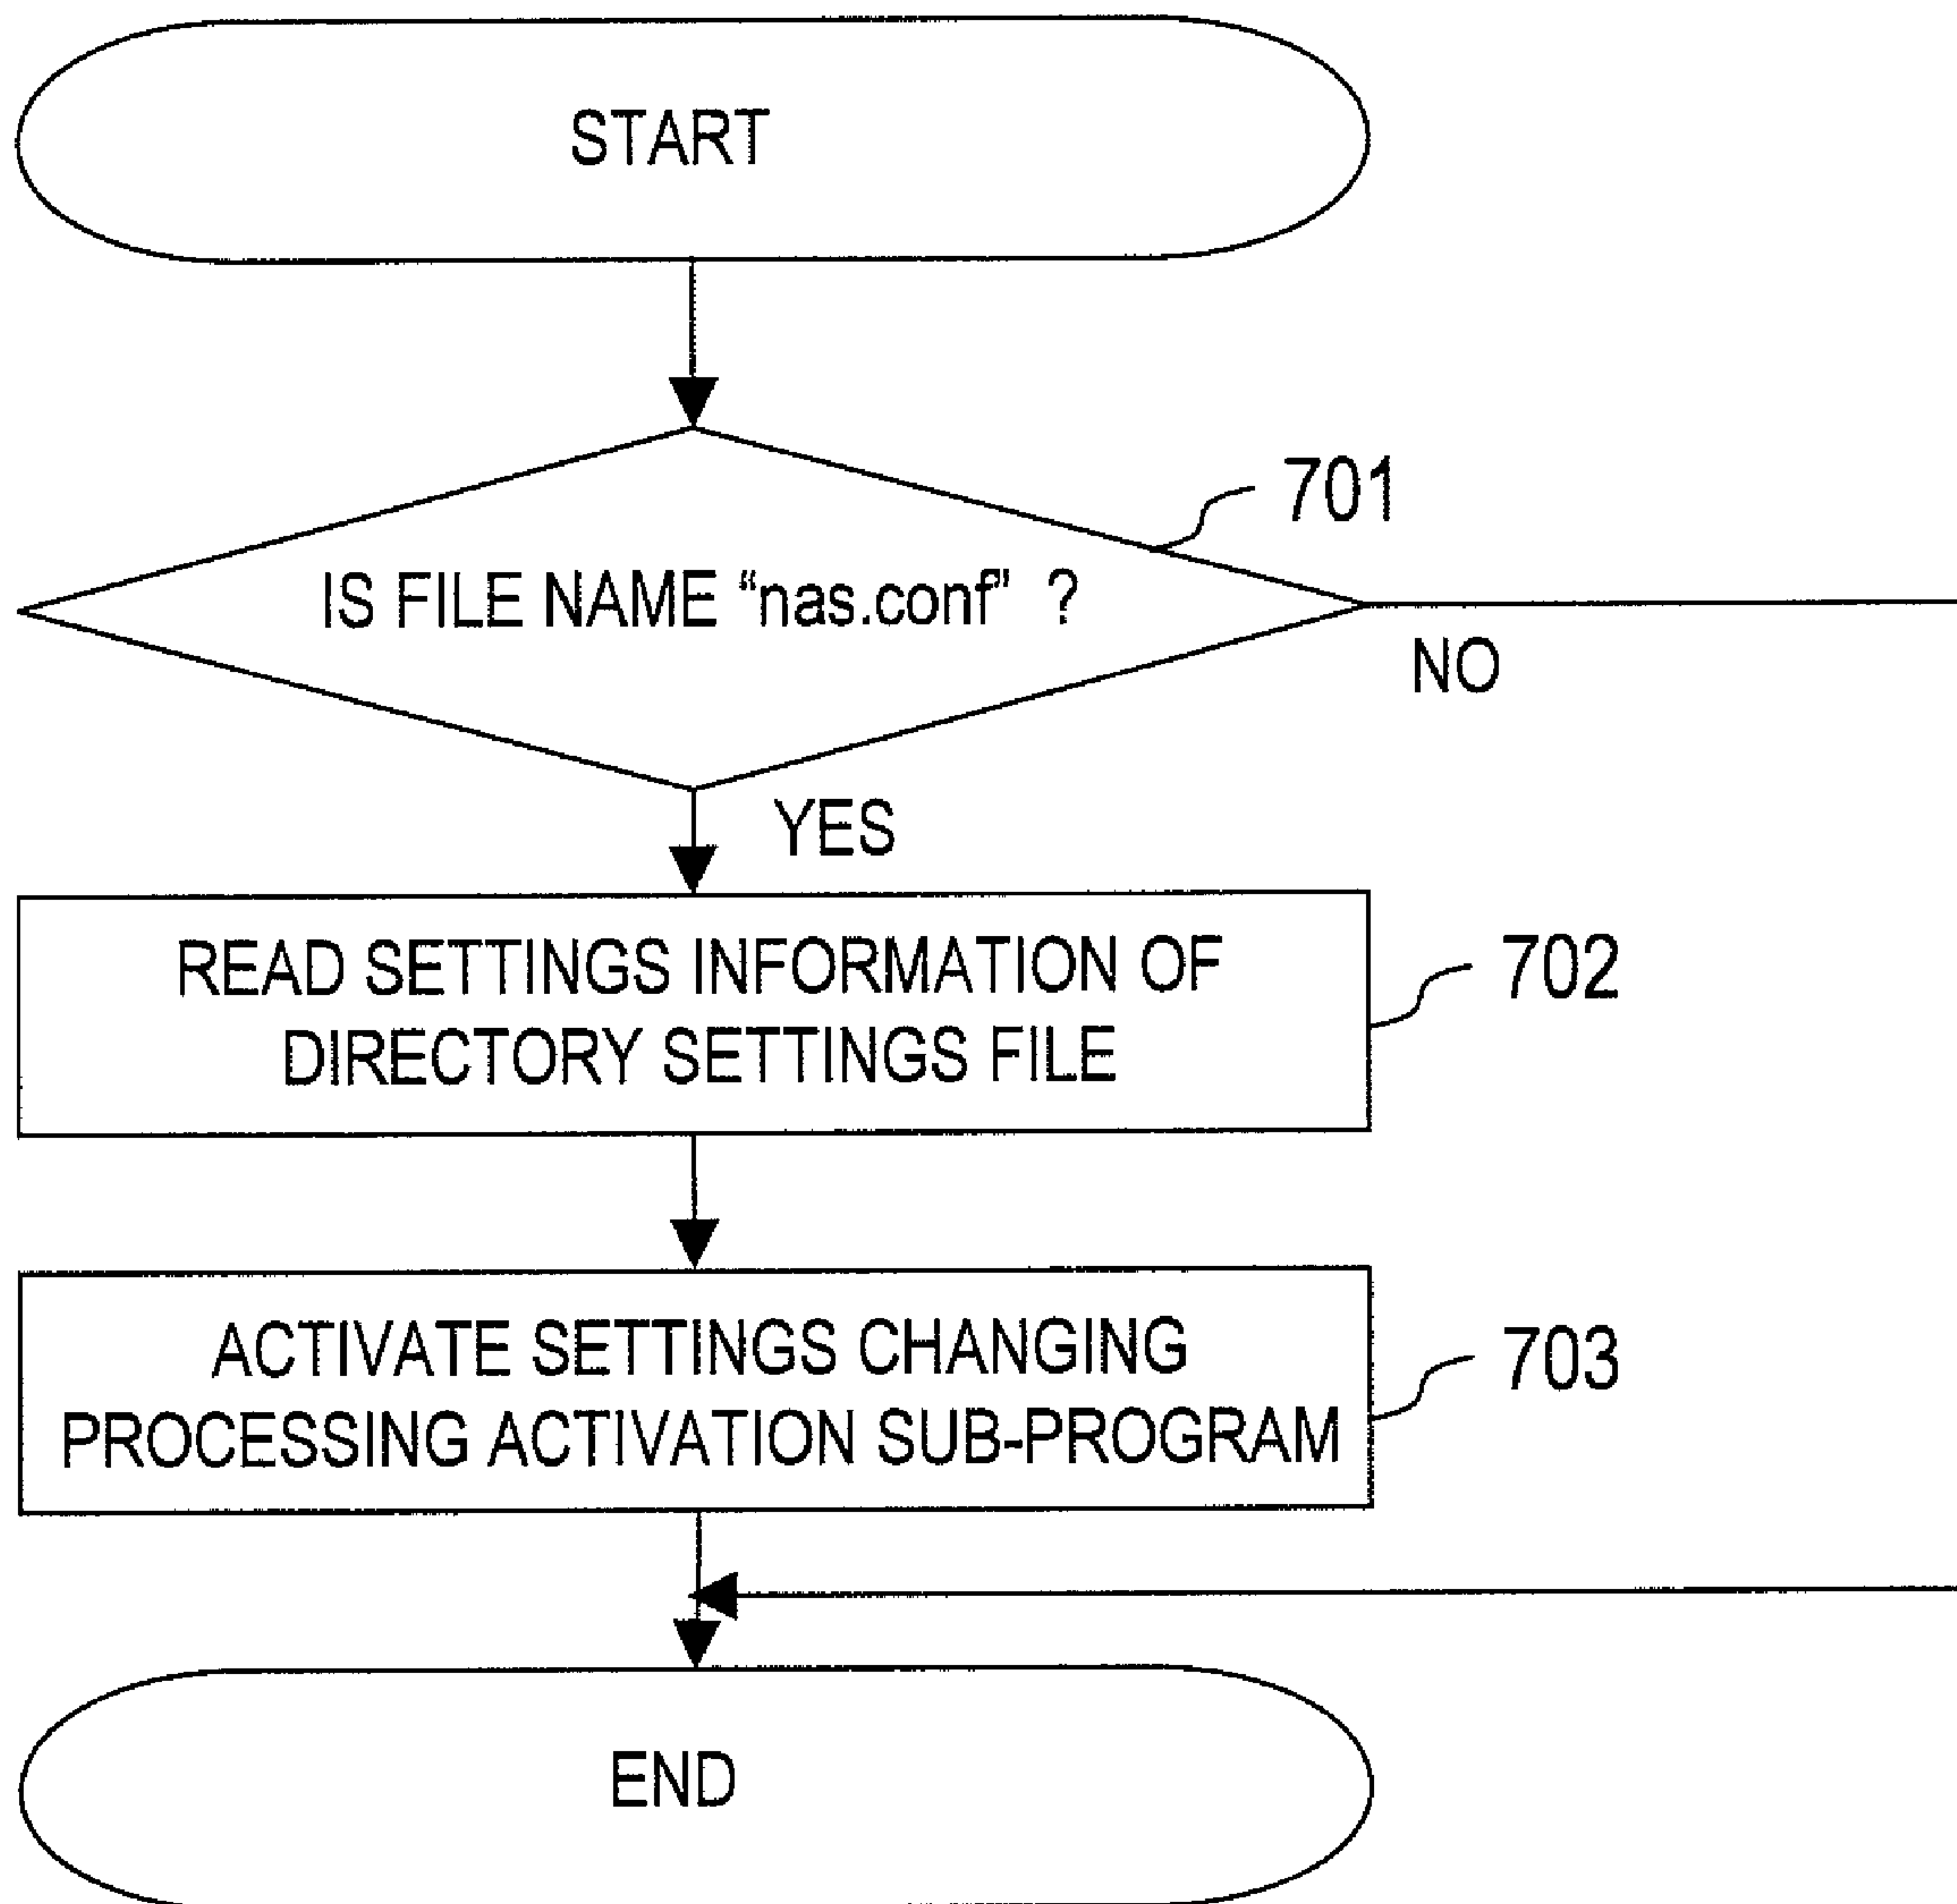 START
701
IS FILE NAME “nas.conf” ?
NO
YES
READ SETTINGS INFORMATION OF
DIRECTORY SETTINGS FILE
702
ACTIVATE SETTINGS CHANGING
PROCESSING ACTIVATION SUB-PROGRAM
703
END